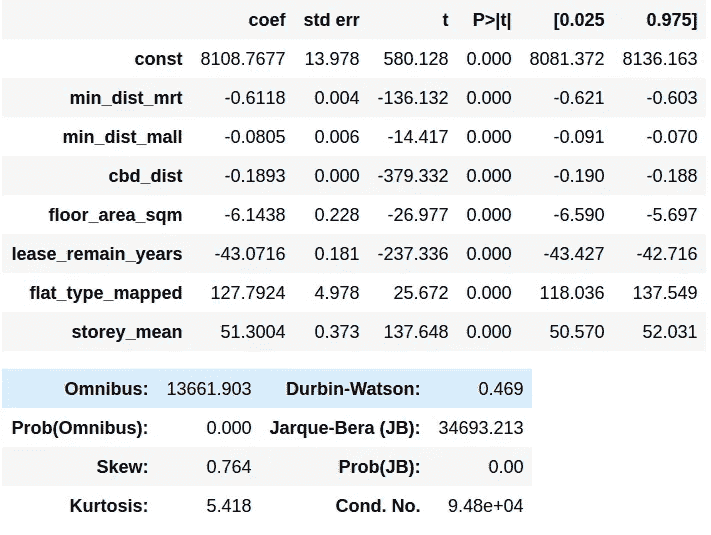 coef std err t P>|t| [0.025 0.975]
const 8108.7677 13.978 580.128 0.000 8081.372 8136.163
min_dist_mrt -0.6118 0.004 -136.132 0.000 -0.621 -0.603
min_dist_mall -0.0805 0.006 -14.417 0.000 -0.091 -0.070
cbd_dist -0.1893 0.000 -379.332 0.000 -0.190 -0.188
floor_area_sqm -6.1438 0.228 -26.977 0.000 -6.590 -5.697
lease_remain_years -43.0716 0.181 -237.336 0.000 -43.427 -42.716
flat_type_mapped 127.7924 4.978 25.672 0.000 118.036 137.549
storey_mean 51.3004 0.373 137.648 0.000 50.570 52.031
Omnibus: 13661.903 Durbin-Watson: 0.469
Prob(Omnibus): 0.000 Jarque-Bera (JB): 34693.213
Skew: 0.764 Prob(JB): 0.00
Kurtosis: 5.418 Cond. No. 9.48e+04